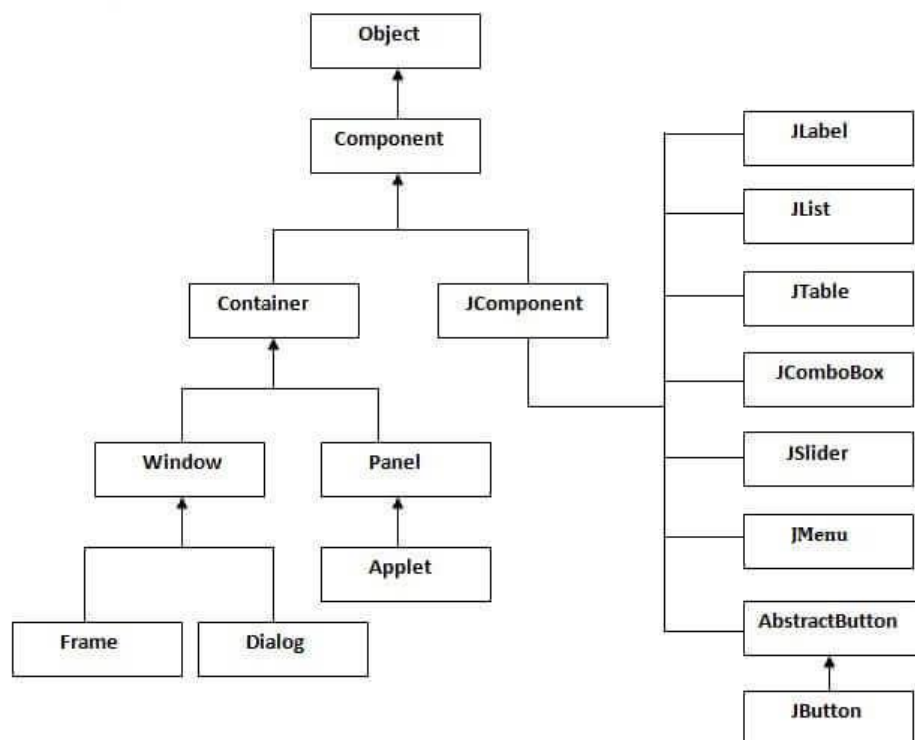 Object
Component
Container
JComponent
Window
Panel
Applet
Frame
Dialog
JLabel
JList
JTable
JComboBox
JSlider
JMenu
AbstractButton
JButton